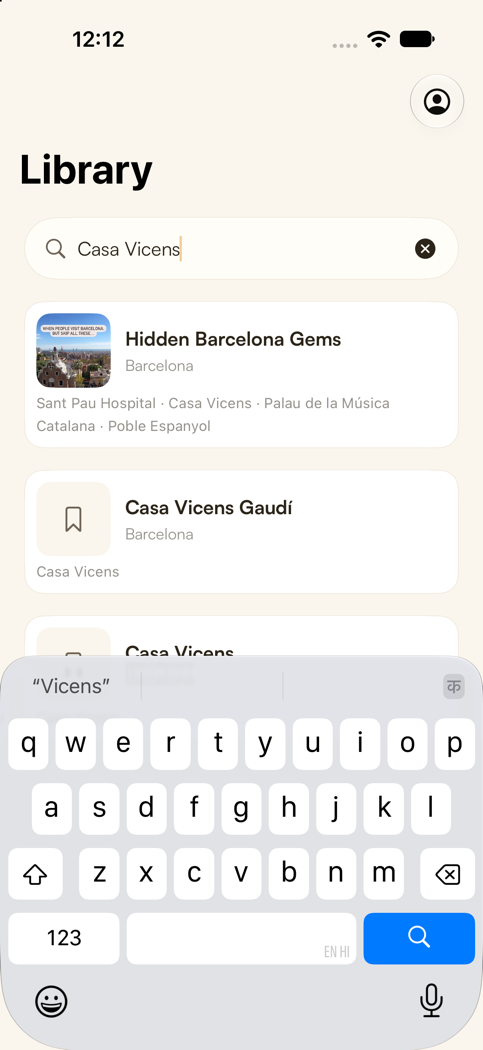 12:12
Library
Casa Vicens
WHEN PEOPLE VISIT BARCELONA,
BUT SKIP ALL THESE...
Hidden Barcelona Gems
Barcelona
Sant Pau Hospital · Casa Vicens · Palau de la Música
Catalana · Poble Espanyol
Casa Vicens Gaudí
Barcelona
Casa Vicens
Casa Vicens
“Vicens”
क
q w e r t y u i o p
a s d f g h j k l
z x c v b n m
123
EN HI